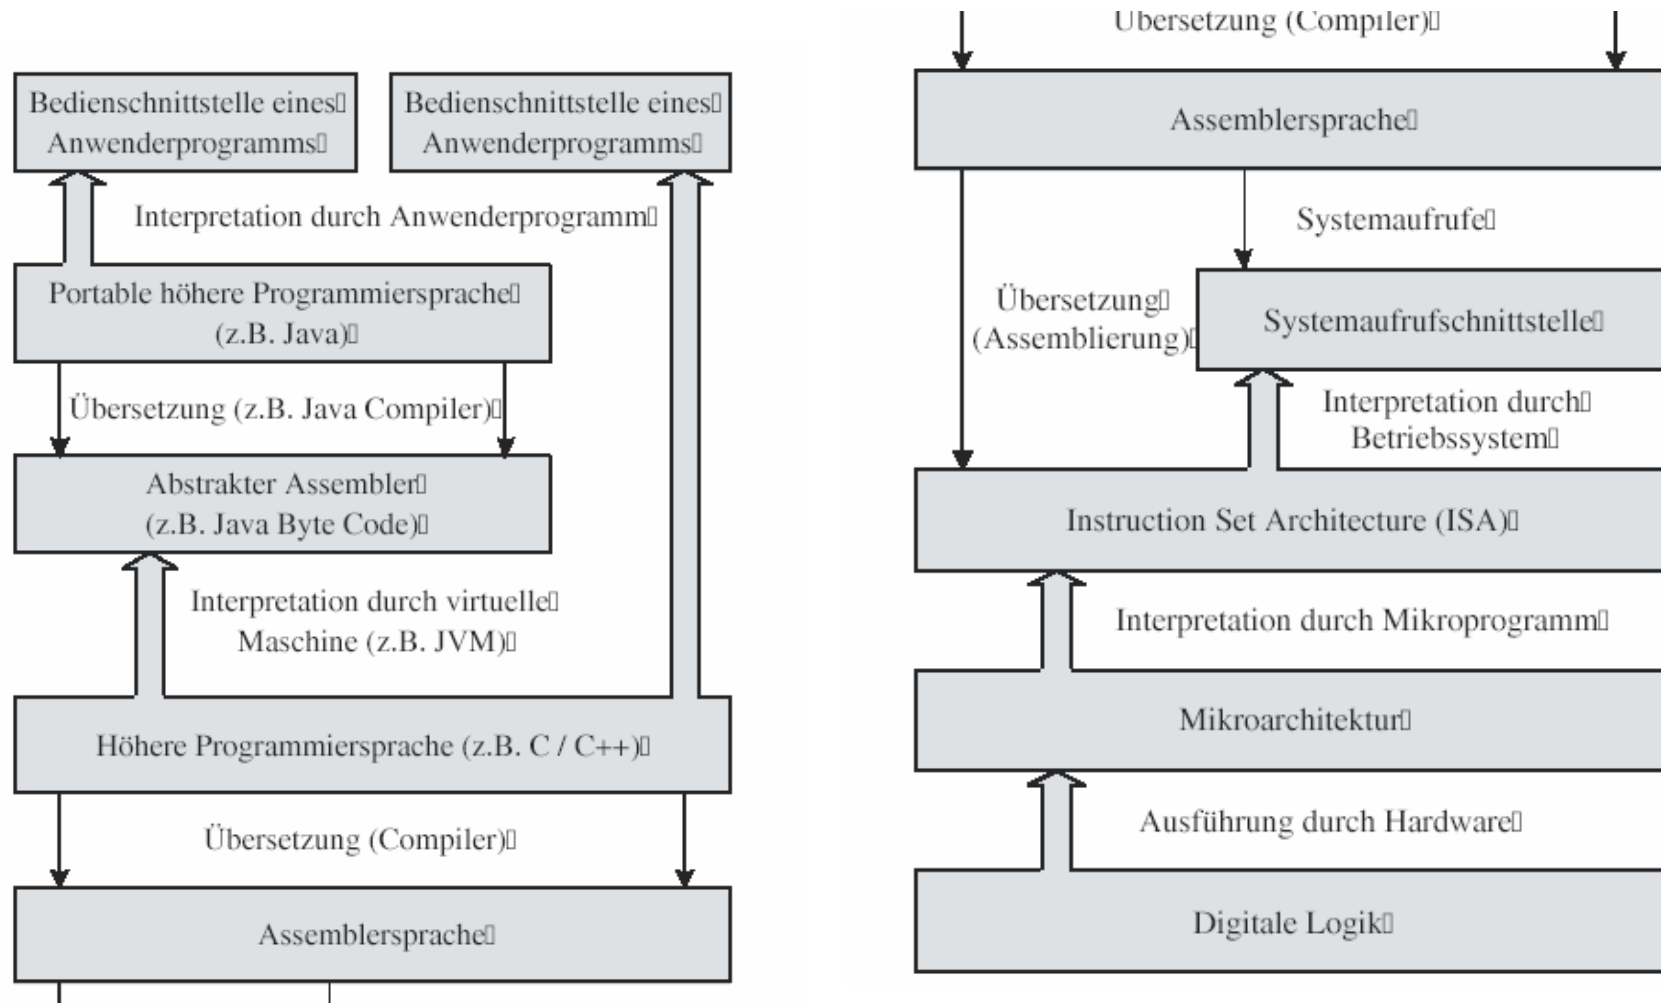 Bedienschnittstelle eines
Anwenderprogramms
Bedienschnittstelle eines
Anwenderprogramms
Interpretation durch Anwenderprogramm
Portable höhere Programmiersprache
(z.B. Java)
Übersetzung (z.B. Java Compiler)
Abstrakter Assembler
(z.B. Java Byte Code)
Interpretation durch virtuelle
Maschine (z.B. JVM)
Höhere Programmiersprache (z.B. C / C++)
Übersetzung (Compiler)
Assemblersprache
Übersetzung (Compiler)
Assemblersprache
Systemaufrufe
Übersetzung
(Assemblierung)
Systemaufrufschnittstelle
Interpretation durch
Betriebssystem
Instruction Set Architecture (ISA)
Interpretation durch Mikroprogramm
Mikroarchitektur
Ausführung durch Hardware
Digitale Logik